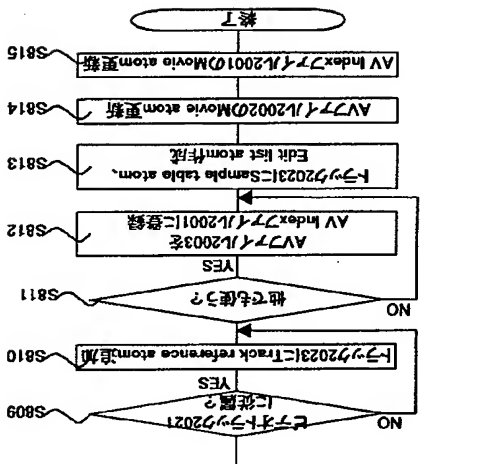 ビデオトラック2021
に従属?
S809
NO
YES
トラック2023にTrack reference atom追加
S810
他でも使う?
S811
NO
YES
AVファイル2003を
AV Indexファイル2001に登録
S812
トラック2023にSample table atom、
Edit list atom作成
S813
AVファイル2002のMovie atom更新
S814
AV Indexファイル2001のMovie atom更新
S815
終了